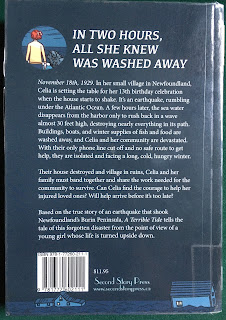 IN TWO HOURS,
ALL SHE KNEW
WAS WASHED AWAY
November 18th, 1929. In her small village in Newfoundland,
Celia is setting the table for her 13th birthday celebration
when the house starts to shake. It's an earthquake, rumbling
under the Atlantic Ocean. A few hours later, the sea water
disappears from the harbor only to rush back in a wave
almost 30 feet high, destroying nearly everything in its path.
Buildings, boats, and winter supplies of fish and food are
washed away, and Celia and her community are devastated.
With their only phone line cut off and no safe route to get
help, they are isolated and facing a long, cold, hungry winter.
Their house destroyed and village in ruins, Celia and her
family must band together and share the work needed for the
community to survive. Can Celia find the courage to help her
injured loved ones? Will help arrive before it's too late?
Based on the true story of an earthquake that shook
Newfoundland's Burin Peninsula, A Terrible Tide tells the
tale of this forgotten disaster from the point of view of a
young girl whose life is turned upside down.
$11.95
Second Story Press
www.secondstorypress.ca